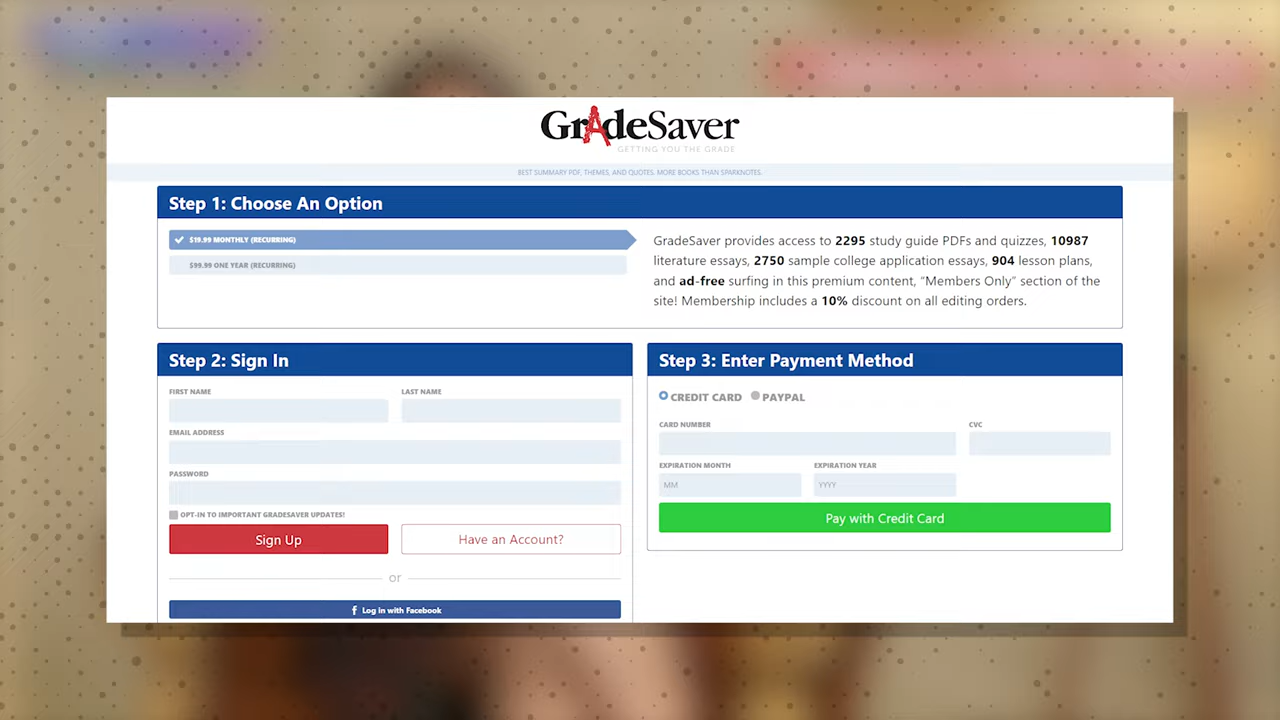 GradeSaver
GETTING YOU THE GRADE
BEST SUMMARY PDF, THEMES, AND QUOTES. MORE BOOKS THAN SPARKNOTES.
Step 1: Choose An Option
$19.99 MONTHLY (RECURRING)
$99.99 ONE YEAR (RECURRING)
GradeSaver provides access to 2295 study guide PDFs and quizzes, 10987
literature essays, 2750 sample college application essays, 904 lesson plans,
and ad-free surfing in this premium content, “Members Only” section of the
site! Membership includes a 10% discount on all editing orders.
Step 2: Sign In
FIRST NAME LAST NAME
EMAIL ADDRESS
PASSWORD
OPT-IN TO IMPORTANT GRADESAVER UPDATES!
Sign Up Have an Account?
or
f Log in with Facebook
Step 3: Enter Payment Method
CREDIT CARD PAYPAL
CARD NUMBER CVC
EXPIRATION MONTH EXPIRATION YEAR
MM YYYY
Pay with Credit Card